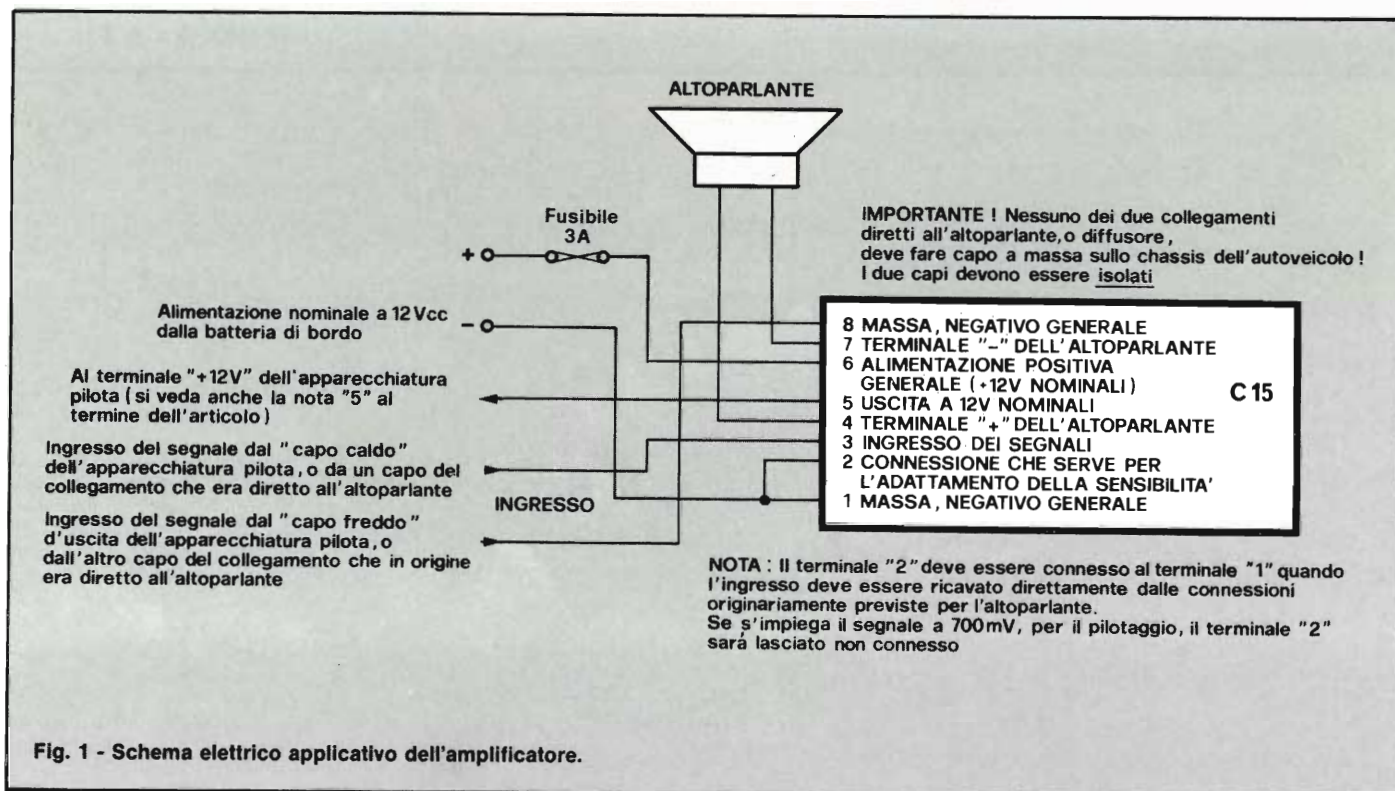 ALTOPARLANTE
Fusibile
3A
+
IMPORTANTE ! Nessuno dei due collegamenti
diretti all'altoparlante, o diffusore,
deve fare capo a massa sullo chassis dell'autoveicolo !
I due capi devono essere isolati
Alimentazione nominale a 12 Vcc
dalla batteria di bordo
−
Al terminale "+12V" dell'apparecchiatura
pilota ( si veda anche la nota "5" al
termine dell'articolo )
Ingresso del segnale dal "capo caldo"
dell'apparecchiatura pilota, o da un capo del
collegamento che era diretto all'altoparlante
INGRESSO
Ingresso del segnale dal "capo freddo"
d'uscita dell'apparecchiatura pilota, o
dall'altro capo del collegamento che in origine
era diretto all'altoparlante
8 MASSA, NEGATIVO GENERALE
7 TERMINALE "–" DELL'ALTOPARLANTE
6 ALIMENTAZIONE POSITIVA
GENERALE (+12V NOMINALI)
C 15
5 USCITA A 12V NOMINALI
4 TERMINALE "+" DELL'ALTOPARLANTE
3 INGRESSO DEI SEGNALI
2 CONNESSIONE CHE SERVE PER
L'ADATTAMENTO DELLA SENSIBILITA'
1 MASSA, NEGATIVO GENERALE
NOTA : Il terminale "2" deve essere connesso al terminale "1" quando
l'ingresso deve essere ricavato direttamente dalle connessioni
originariamente previste per l'altoparlante.
Se s'impiega il segnale a 700mV, per il pilotaggio, il terminale "2"
sará lasciato non connesso
Fig. 1 - Schema elettrico applicativo dell'amplificatore.